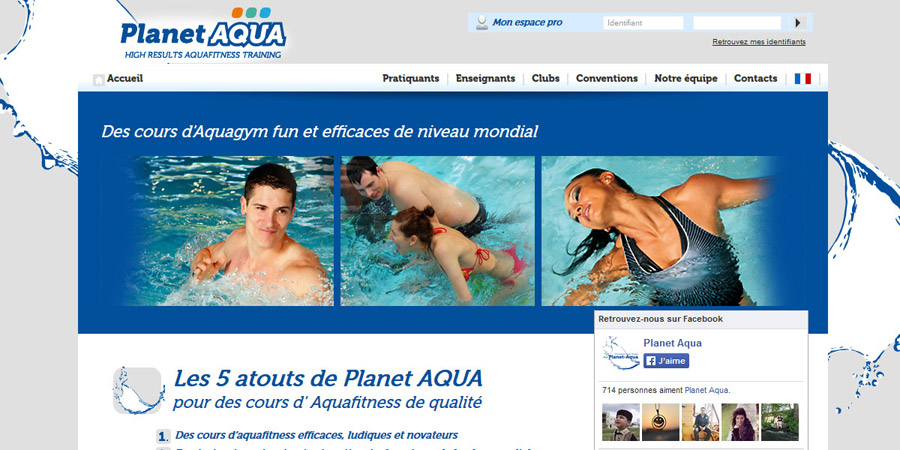 Planet AQUA
HIGH RESULTS AQUAFITNESS TRAINING
Mon espace pro
Identifiant
Retrouvez mes identifiants
Accueil
Pratiquants
Enseignants
Clubs
Conventions
Notre équipe
Contacts
Des cours d'Aquagym fun et efficaces de niveau mondial
Retrouvez-nous sur Facebook
Planet Aqua
J'aime
714 personnes aiment Planet Aqua.
Les 5 atouts de Planet AQUA
pour des cours d' Aquafitness de qualité
1. Des cours d'aquafitness efficaces, ludiques et novateurs